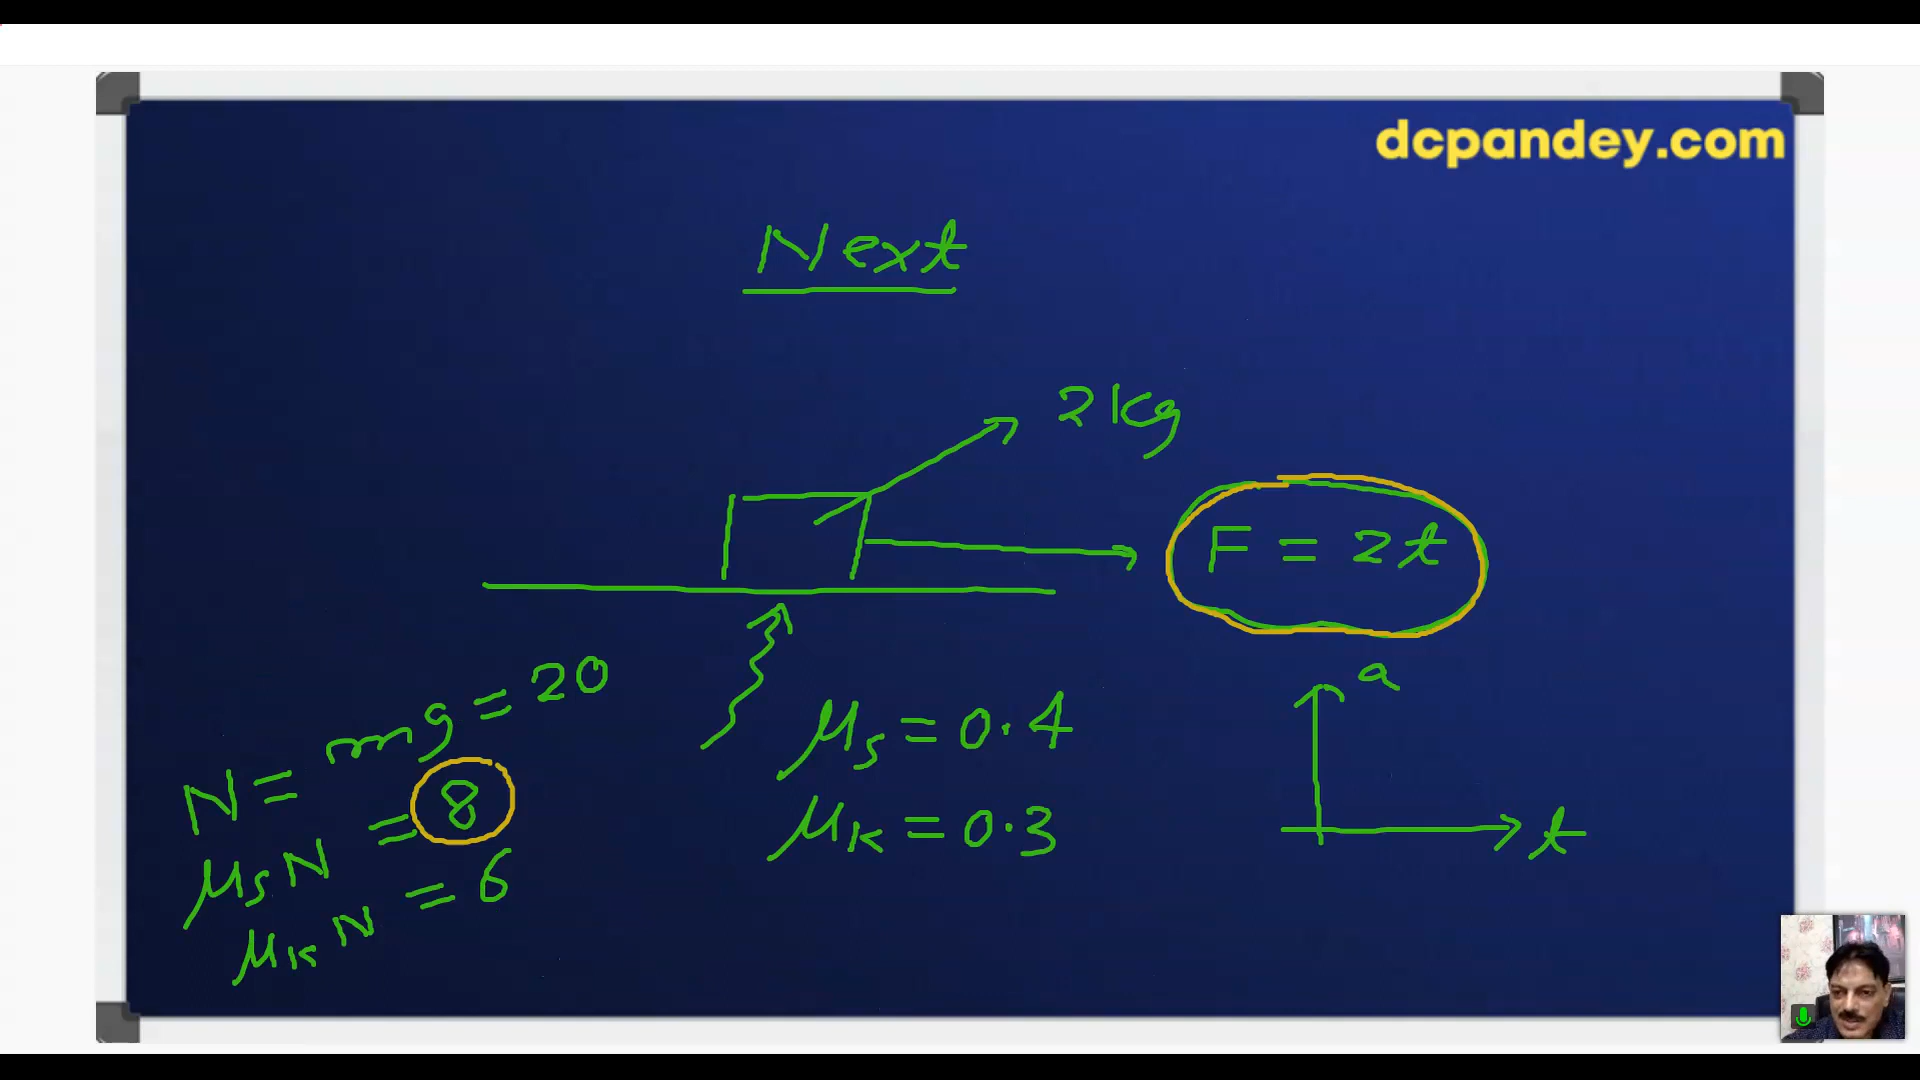 dcpandey.com
Next
2kg
F = 2t
a
t
N = mg = 20
μsN = 8
μkN = 6
μs = 0.4
μk = 0.3